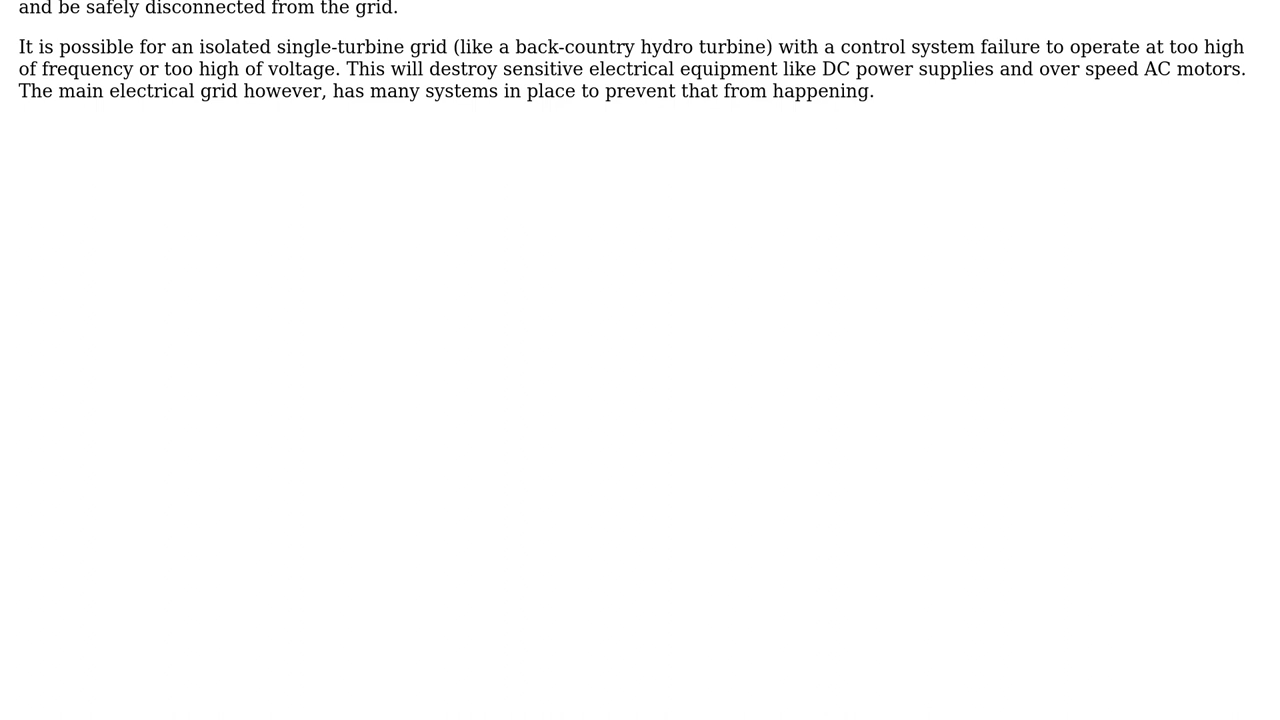 and be safely disconnected from the grid.
It is possible for an isolated single-turbine grid (like a back-country hydro turbine) with a control system failure to operate at too high
of frequency or too high of voltage. This will destroy sensitive electrical equipment like DC power supplies and over speed AC motors.
The main electrical grid however, has many systems in place to prevent that from happening.